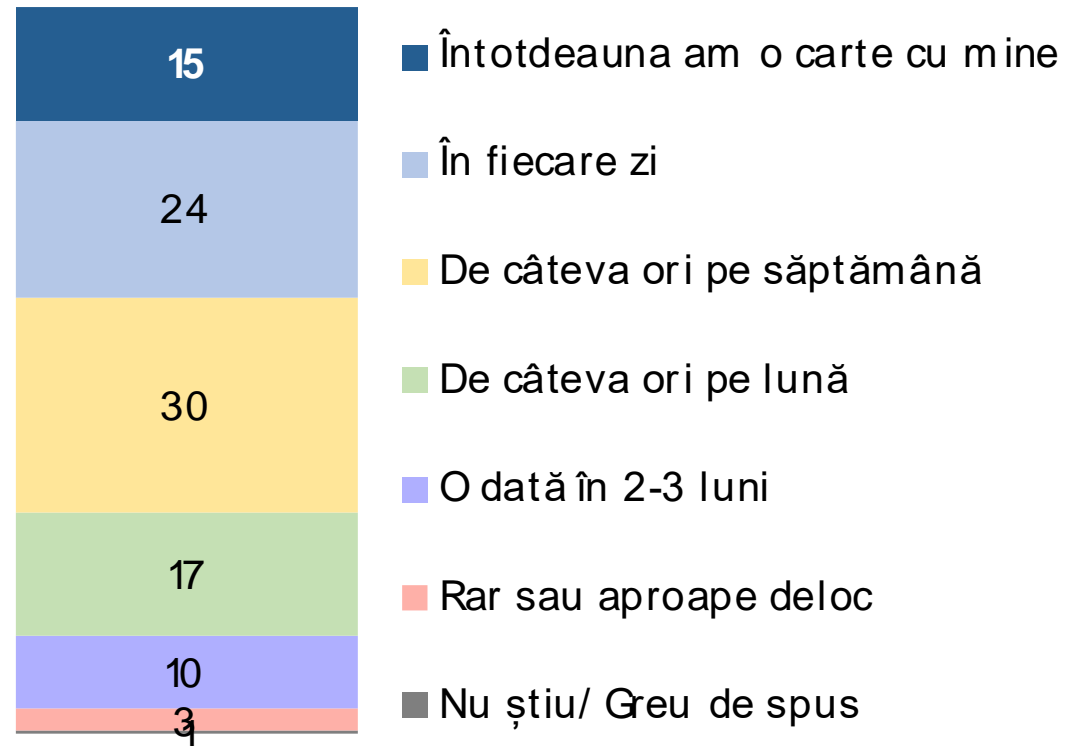 15
24
30
17
10
3
1
Întotdeauna am o carte cu mine
În fiecare zi
De câteva ori pe săptămână
De câteva ori pe lună
O dată în 2-3 luni
Rar sau aproape deloc
Nu știu/ Greu de spus